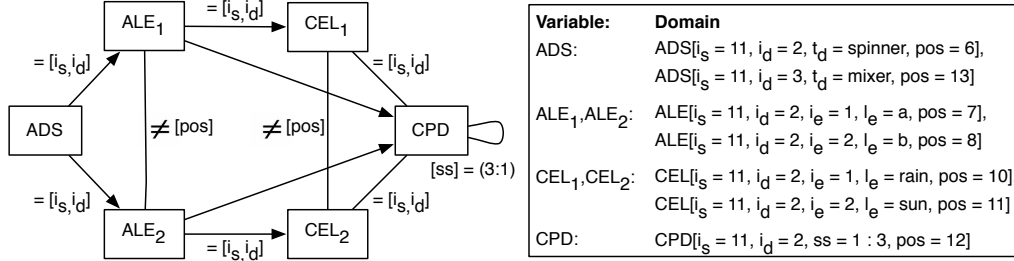 ALE1
= [is,id]
CEL1
= [is,id]
= [is,id]
ADS
≠ [pos]
≠ [pos]
CPD
[ss] = (3:1)
= [is,id]
= [is,id]
ALE2
= [is,id]
CEL2
Variable: Domain
ADS: ADS[is = 11, id = 2, td = spinner, pos = 6],
ADS[is = 11, id = 3, td = mixer, pos = 13]
ALE1,ALE2: ALE[is = 11, id = 2, ie = 1, le = a, pos = 7],
ALE[is = 11, id = 2, ie = 2, le = b, pos = 8]
CEL1,CEL2: CEL[is = 11, id = 2, ie = 1, le = rain, pos = 10]
CEL[is = 11, id = 2, ie = 2, le = sun, pos = 11]
CPD: CPD[is = 11, id = 2, ss = 1 : 3, pos = 12]